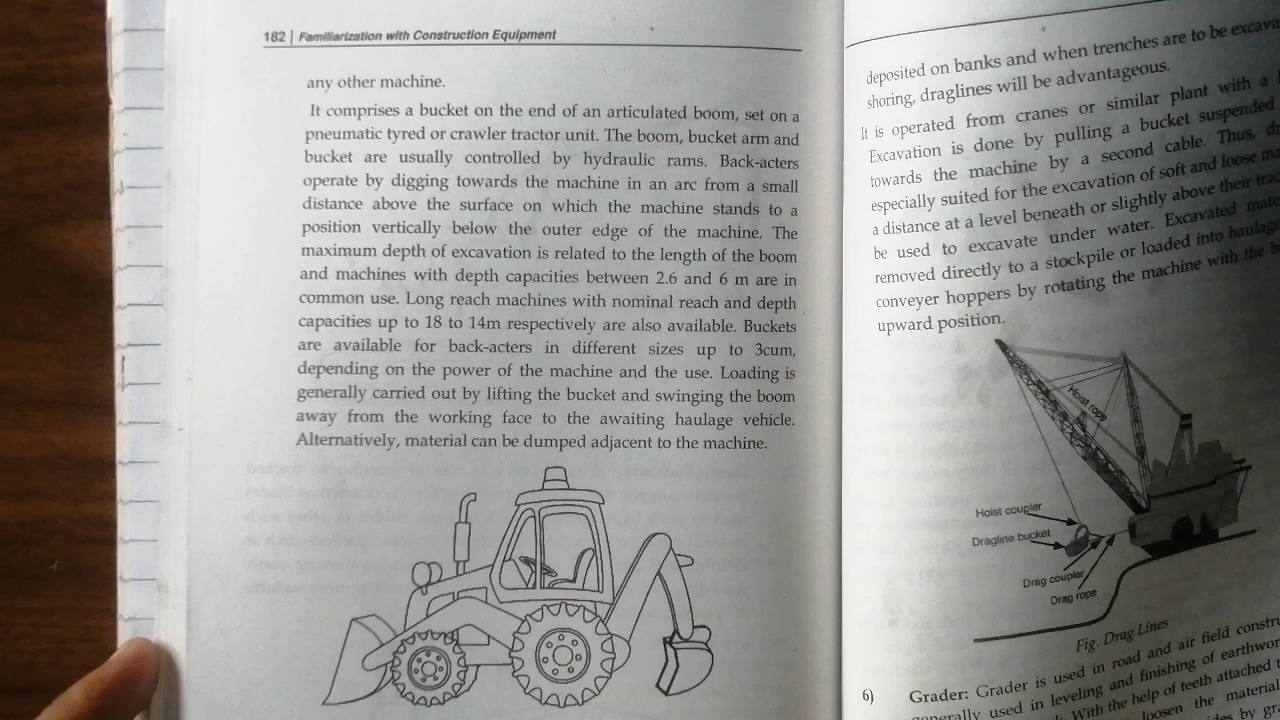 182 | Familiarization with Construction Equipment
any other machine.
It comprises a bucket on the end of an articulated boom, set on a
pneumatic tyred or crawler tractor unit. The boom, bucket arm and
bucket are usually controlled by hydraulic rams. Back-acters
operate by digging towards the machine in an arc from a small
distance above the surface on which the machine stands to a
position vertically below the outer edge of the machine. The
maximum depth of excavation is related to the length of the boom
and machines with depth capacities between 2.6 and 6 m are in
common use. Long reach machines with nominal reach and depth
capacities up to 18 to 14m respectively are also available. Buckets
are available for back-acters in different sizes up to 3cum,
depending on the power of the machine and the use. Loading is
generally carried out by lifting the bucket and swinging the boom
away from the working face to the awaiting haulage vehicle.
Alternatively, material can be dumped adjacent to the machine.
deposited on banks and when trenches are to be
shoring, draglines will be advantageous.
It is operated from cranes or similar plant with a
Excavation is done by pulling a bucket suspended
towards the machine by a second cable. Thus,
especially suited for the excavation of soft and loose
a distance at a level beneath or slightly above their
be used to excavate under water. Excavated
removed directly to a stockpile or loaded into
conveyer hoppers by rotating the machine with the
upward position.
Hoist rope
Hoist coupler
Dragline bucket
Drag coupler
Drag rope
Fig. Drag Lines
6) Grader: Grader is used in road and air field
generally used in leveling and finishing of
With the help of teeth attached
loosen the material
by